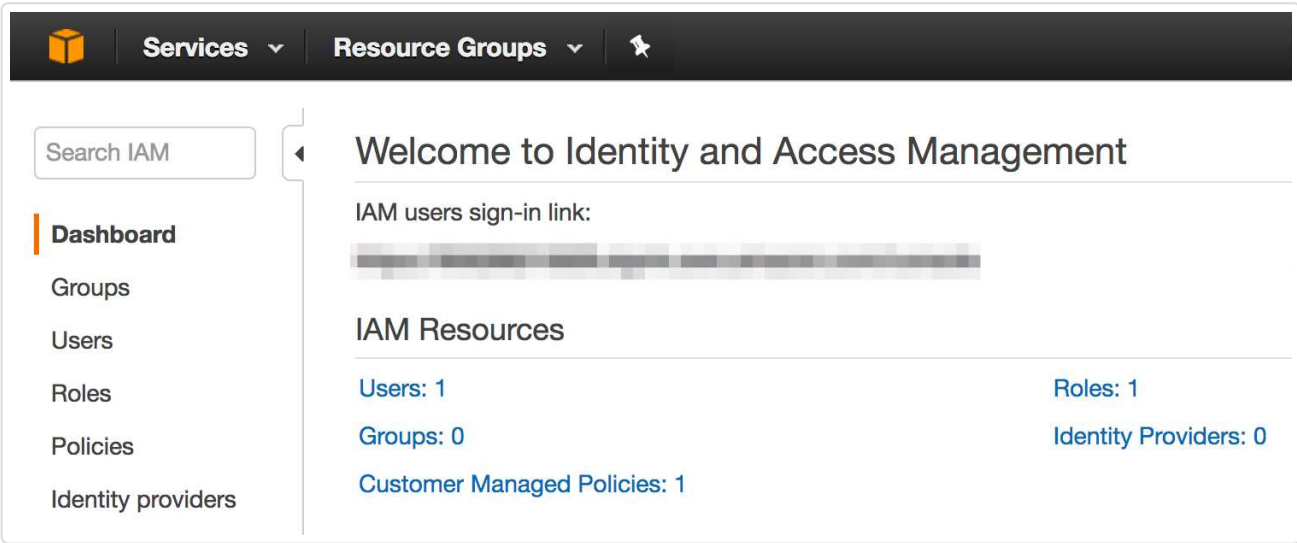 Services Resource Groups
Search IAM
Dashboard
Groups
Users
Roles
Policies
Identity providers
Welcome to Identity and Access Management
IAM users sign-in link:
IAM Resources
Users: 1 Roles: 1
Groups: 0 Identity Providers: 0
Customer Managed Policies: 1